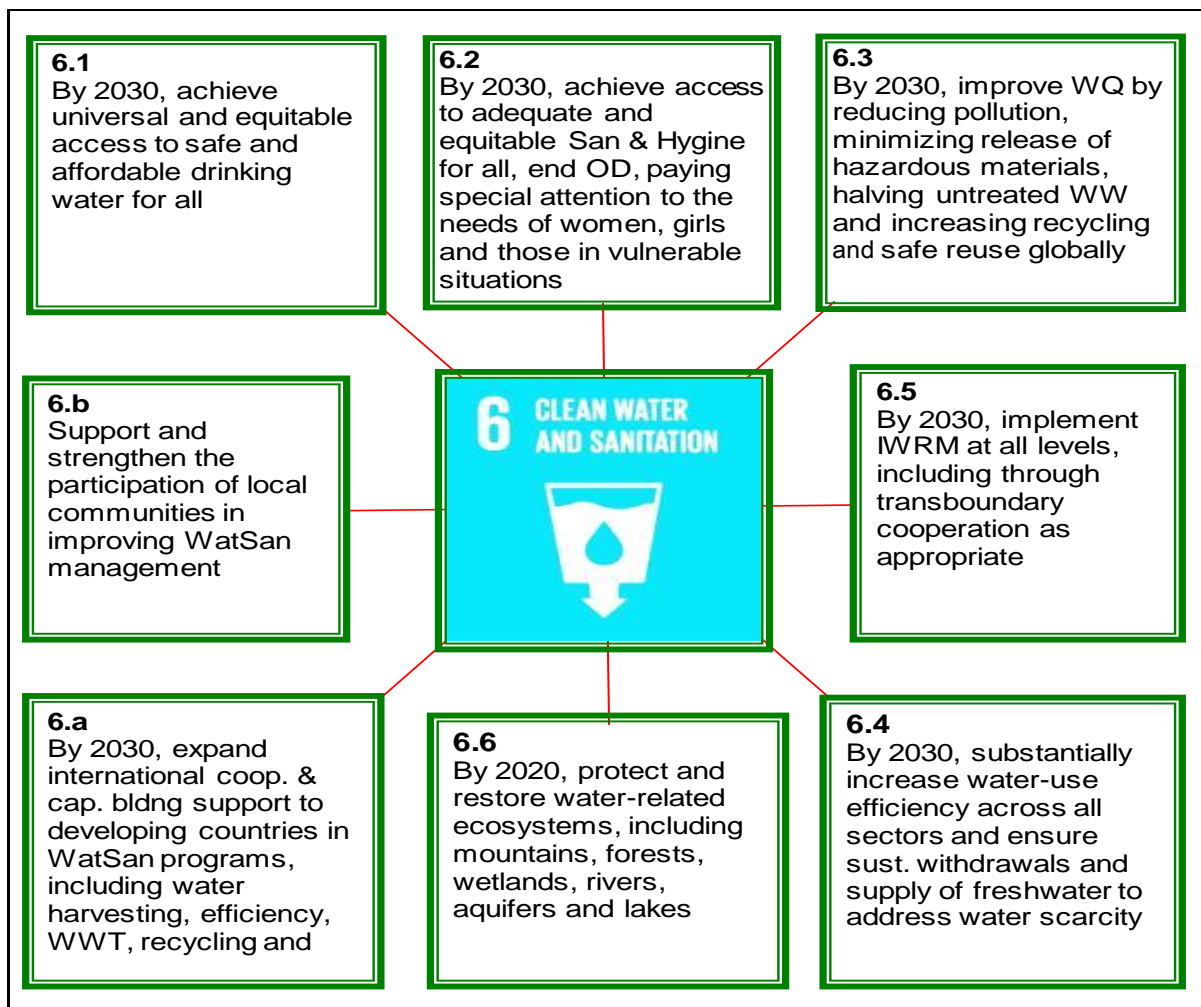 6.1
By 2030, achieve
universal and equitable
access to safe and
affordable drinking
water for all
6.2
By 2030, achieve access
to adequate and
equitable San & Hygine
for all, end OD, paying
special attention to the
needs of women, girls
and those in vulnerable
situations
6.3
By 2030, improve WQ by
reducing pollution,
minimizing release of
hazardous materials,
halving untreated WW
and increasing recycling
and safe reuse globally
6.b
Support and
strengthen the
participation of local
communities in
improving WatSan
management
6 CLEAN WATER
AND SANITATION
6.5
By 2030, implement
IWRM at all levels,
including through
transboundary
cooperation as
appropriate
6.a
By 2030, expand
international coop. &
cap. bldng support to
developing countries in
WatSan programs,
including water
harvesting, efficiency,
WWT, recycling and
6.6
By 2020, protect and
restore water-related
ecosystems, including
mountains, forests,
wetlands, rivers,
aquifers and lakes
6.4
By 2030, substantially
increase water-use
efficiency across all
sectors and ensure
sust. withdrawals and
supply of freshwater to
address water scarcity